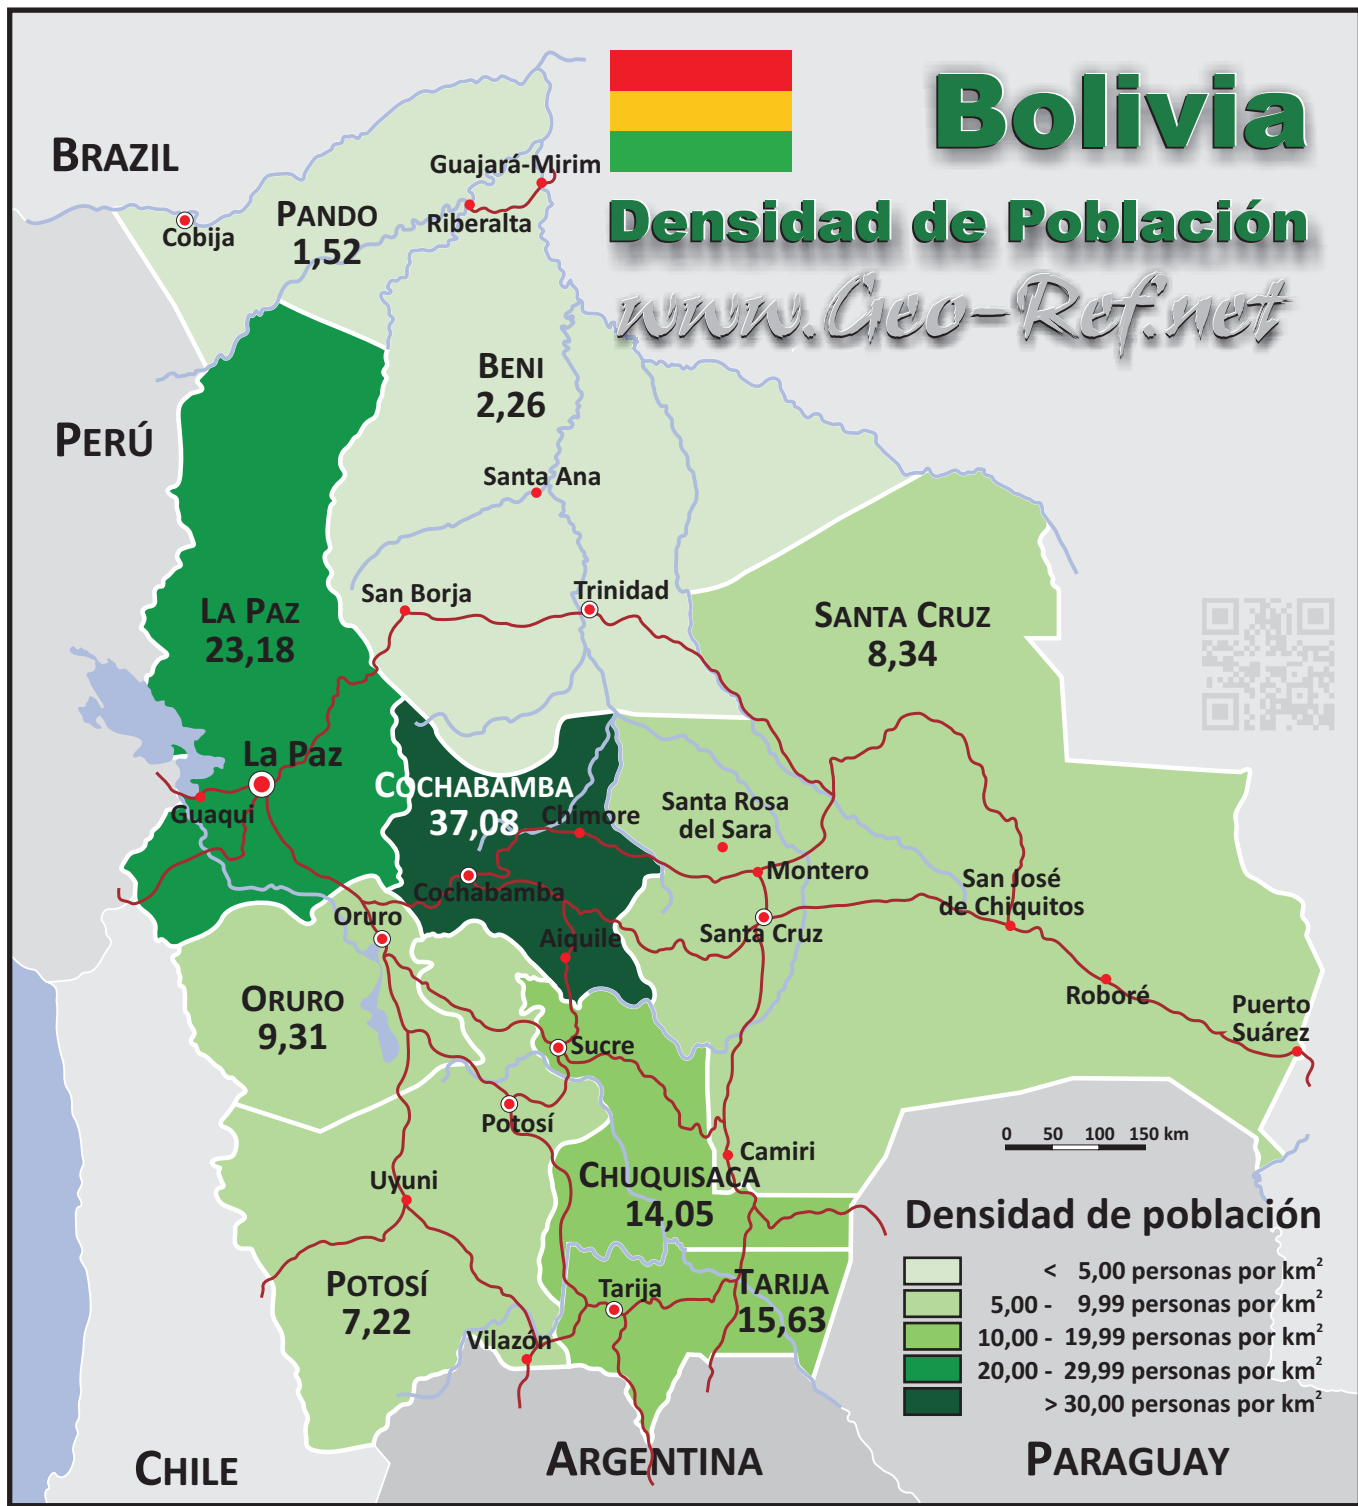 Bolivia
Densidad de Población
www.Geo-Ref.net
BRAZIL
Guajará-Mirim
Riberalta
Cobija
PANDO
1,52
BENI
2,26
PERÚ
Santa Ana
San Borja
Trinidad
LA PAZ
23,18
SANTA CRUZ
8,34
La Paz
Guaqui
COCHABAMBA
37,08
Chimore
Santa Rosa
del Sara
Montero
Cochabamba
San José
de Chiquitos
Oruro
Aiquile
Santa Cruz
ORURO
9,31
Roboré
Puerto
Suárez
Sucre
Potosí
Camiri
0 50 100 150 km
Uyuni
CHUQUISACA
14,05
POTOSÍ
7,22
Tarija
TARIJA
15,63
Vilazón
Densidad de población
< 5,00 personas por km²
5,00 - 9,99 personas por km²
10,00 - 19,99 personas por km²
20,00 - 29,99 personas por km²
> 30,00 personas por km²
CHILE
ARGENTINA
PARAGUAY